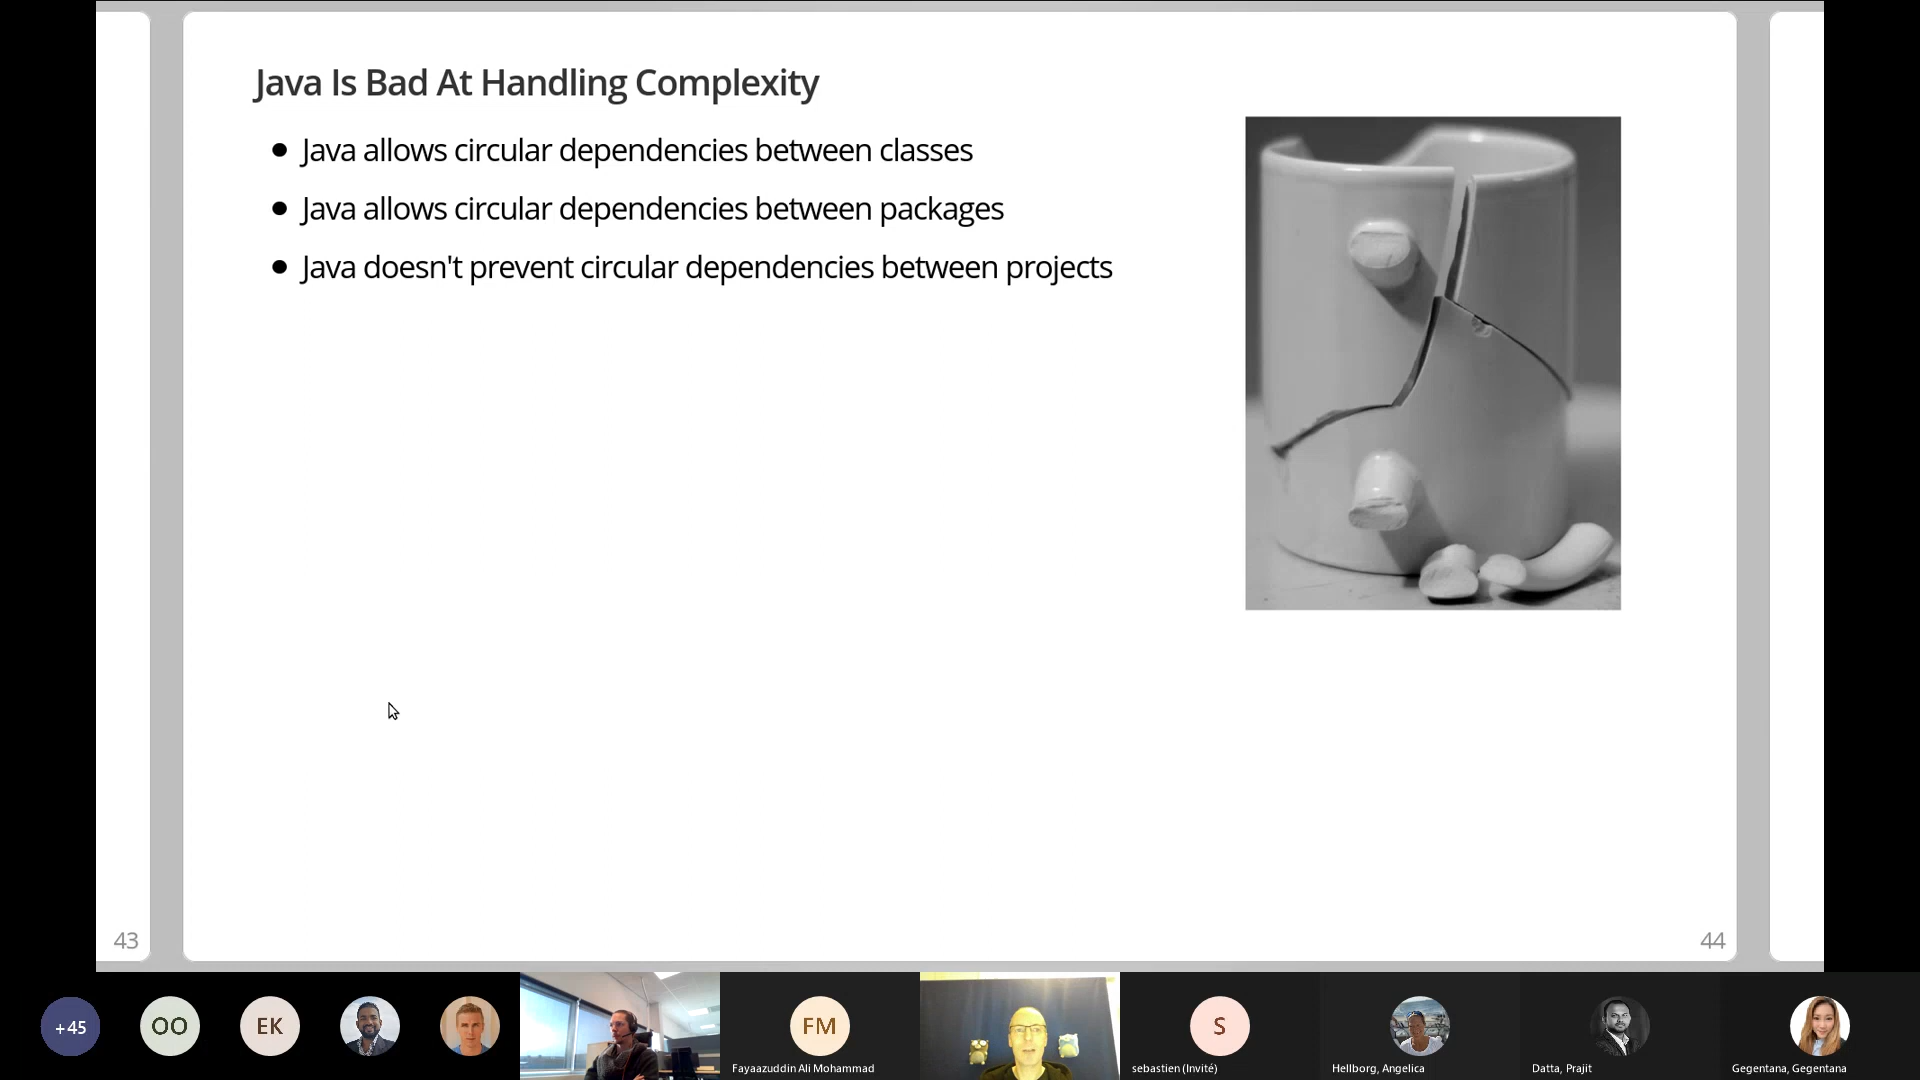 Java Is Bad At Handling Complexity
Java allows circular dependencies between classes
Java allows circular dependencies between packages
Java doesn't prevent circular dependencies between projects
43
44
+45
OO
EK
FM
Fayaazuddin Ali Mohammad
S
sebastien (Invité)
Hellborg, Angelica
Datta, Prajit
Gegentana, Gegentana